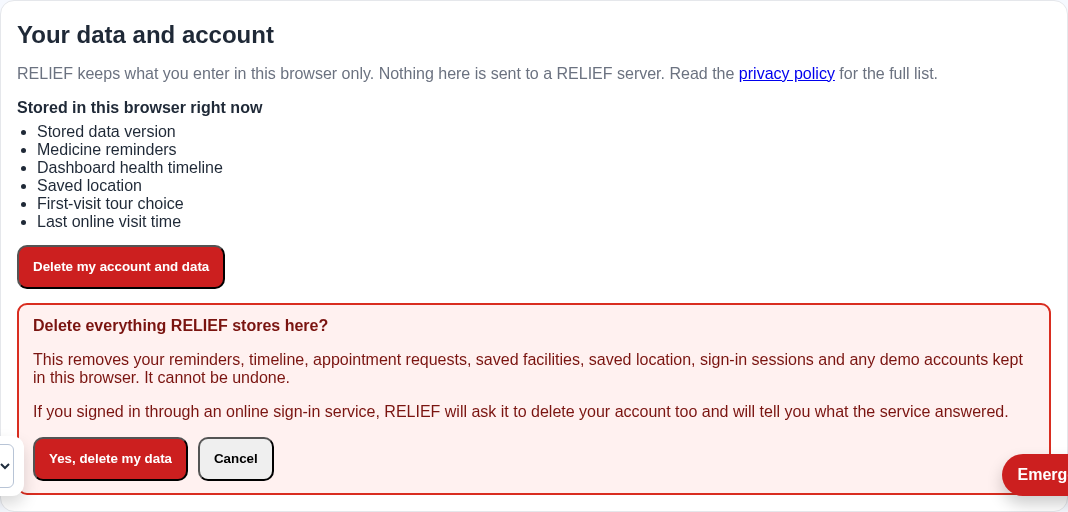 Your data and account
RELIEF keeps what you enter in this browser only. Nothing here is sent to a RELIEF server. Read the privacy policy for the full list.
Stored in this browser right now
Stored data version
Medicine reminders
Dashboard health timeline
Saved location
First-visit tour choice
Last online visit time
Delete my account and data
Delete everything RELIEF stores here?
This removes your reminders, timeline, appointment requests, saved facilities, saved location, sign-in sessions and any demo accounts kept
in this browser. It cannot be undone.
If you signed in through an online sign-in service, RELIEF will ask it to delete your account too and will tell you what the service answered.
Yes, delete my data
Cancel
Emerg